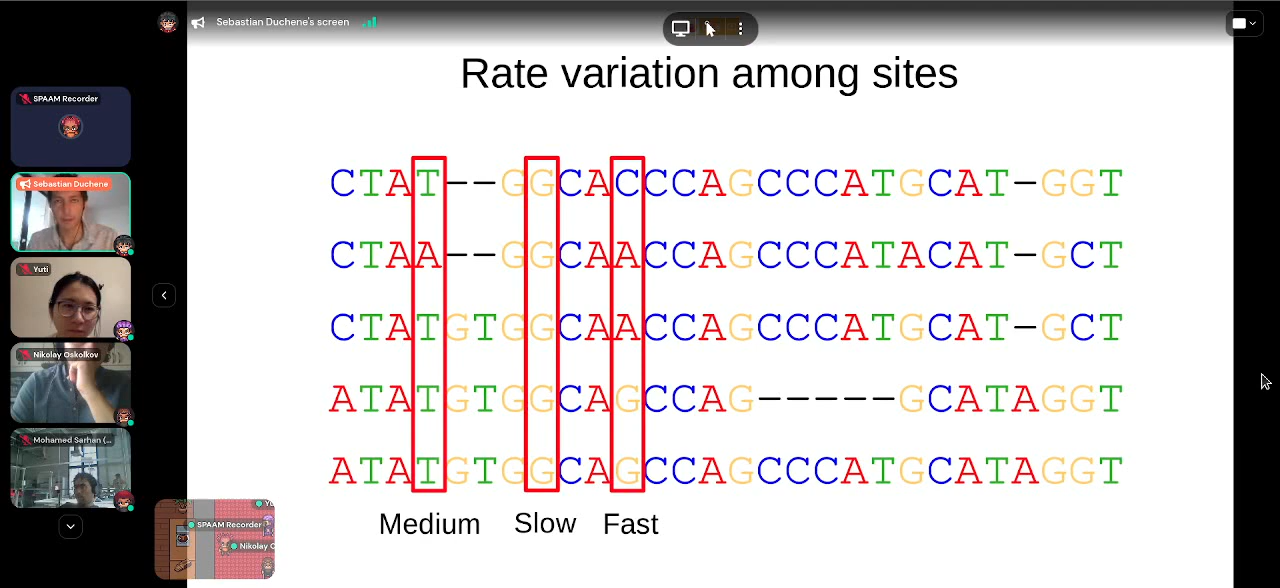 Sebastian Duchene's screen
Rate variation among sites
SPAAM Recorder
Sebastian Duchene
Yuti
Nikolay Oskolkov
Mohamed Sarhan (...
CTAT--GGCACCCAGCCCATGCAT-GGT
CTAA--GGCAACCAGCCCATACAT-GCT
CTATGTGGCAACCAGCCCATGCAT-GCT
ATATGTGGCAGCCAG-----GCATAGGT
ATATGTGGCAGCCAGCCCATGCATAGGT
Medium Slow Fast
SPAAM Recorder
Nikolay O